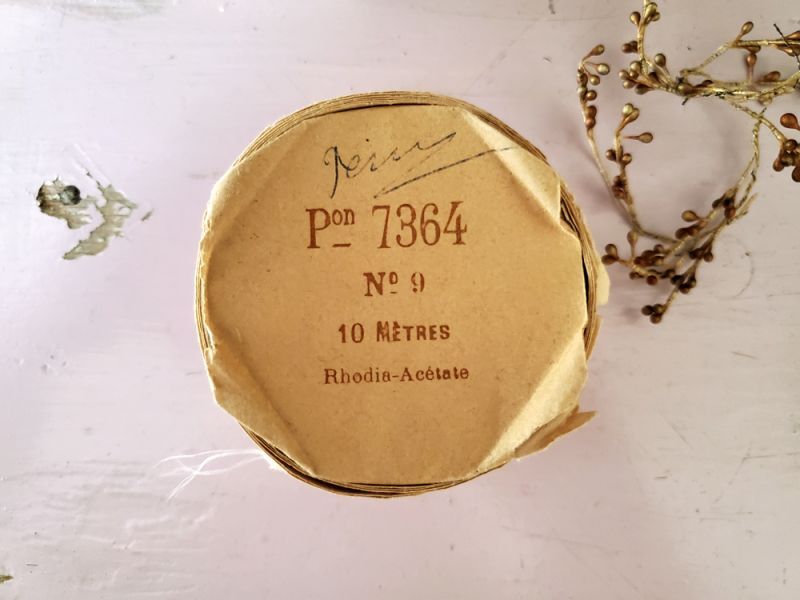 Pon 7364
Nº 9
10 MÈTRES
Rhodia-Acétate